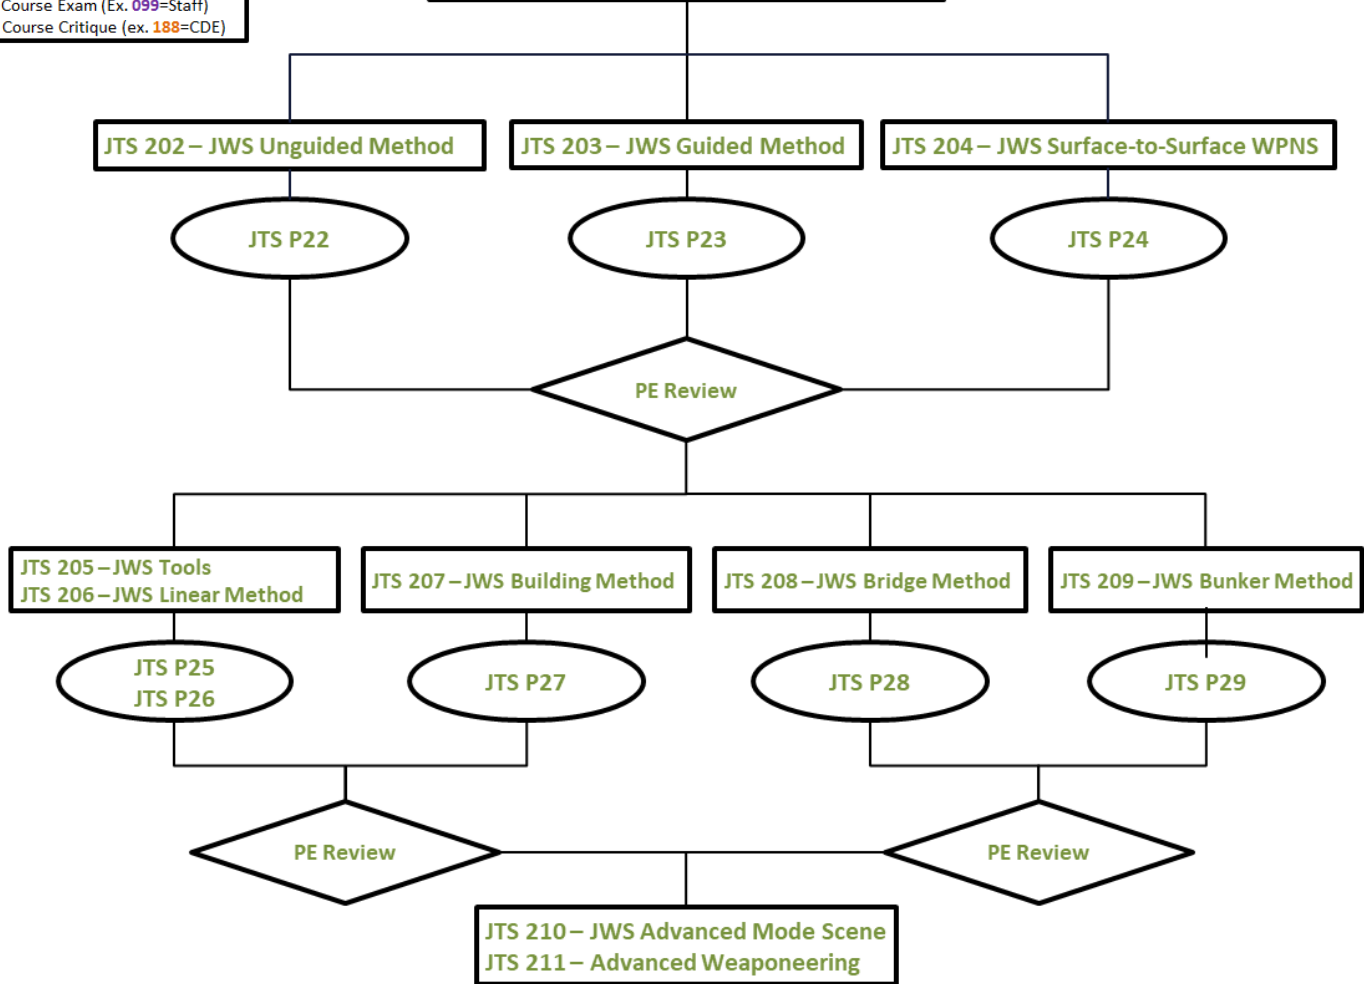 Course Exam (Ex. 099=Staff)
Course Critique (ex. 188=CDE)
JTS 202 – JWS Unguided Method
JTS 203 – JWS Guided Method
JTS 204 – JWS Surface-to-Surface WPNS
JTS P22
JTS P23
JTS P24
PE Review
JTS 205 – JWS Tools
JTS 206 – JWS Linear Method
JTS 207 – JWS Building Method
JTS 208 – JWS Bridge Method
JTS 209 – JWS Bunker Method
JTS P25
JTS P26
JTS P27
JTS P28
JTS P29
PE Review
PE Review
JTS 210 – JWS Advanced Mode Scene
JTS 211 – Advanced Weaponeering